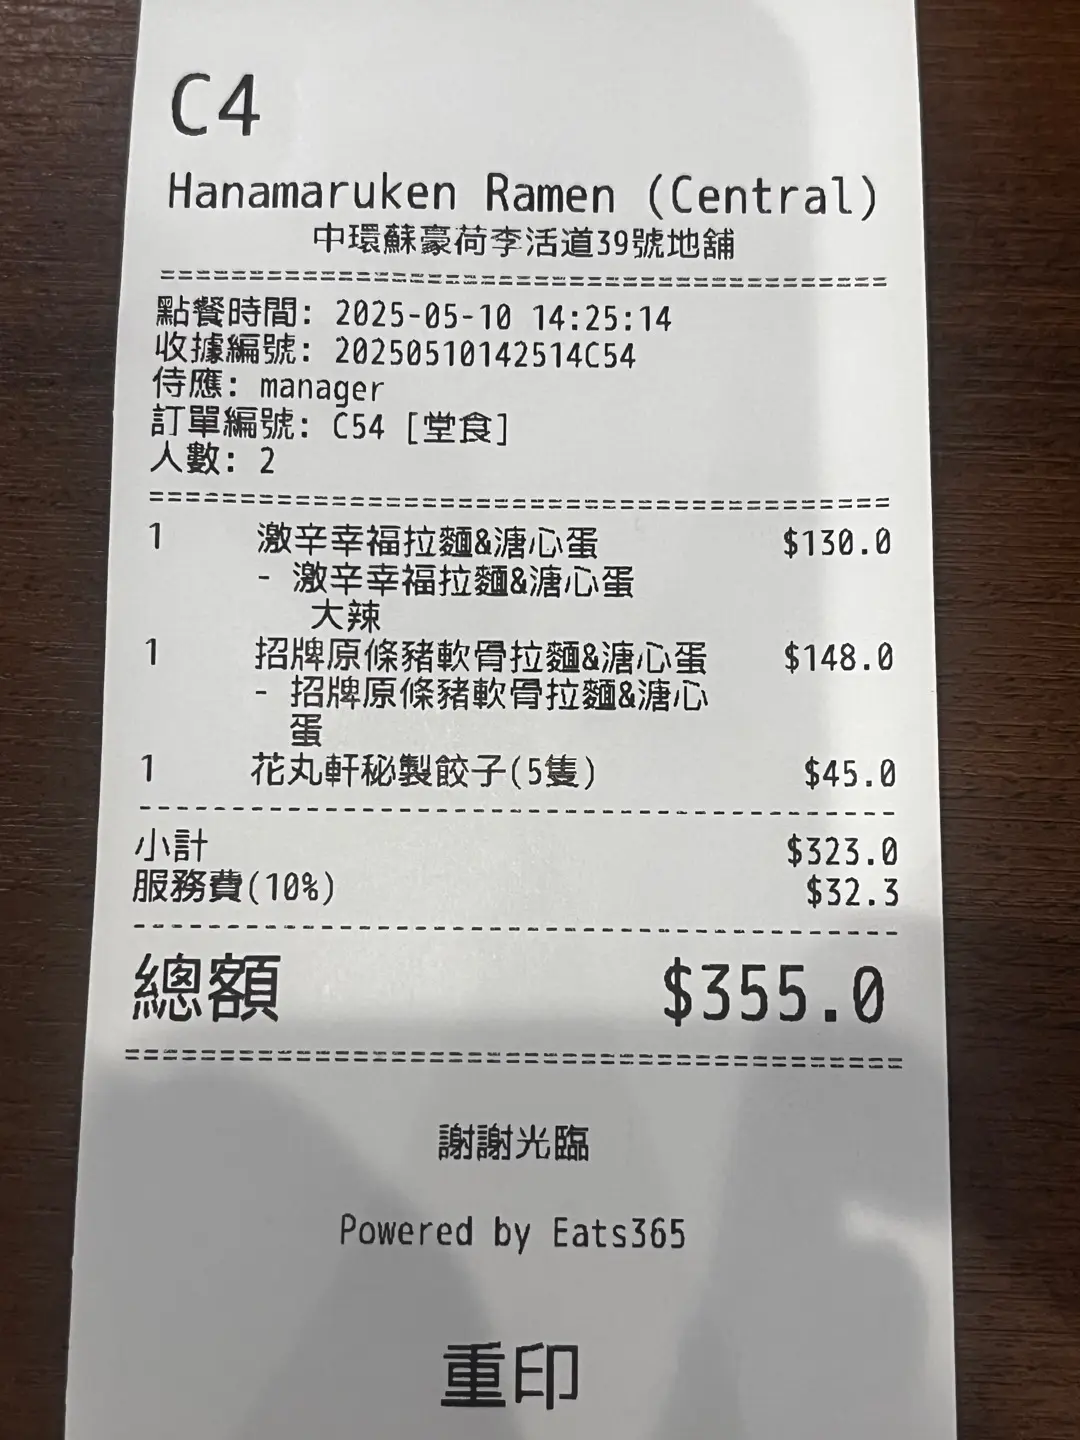 C4
Hanamaruken Ramen (Central)
中環蘇豪荷李活道39號地舖
=========================================
點餐時間: 2025-05-10 14:25:14
收據編號: 20250510142514C54
侍應: manager
訂單編號: C54 [堂食]
人數: 2
=========================================
1 激辛幸福拉麵&溏心蛋 $130.0
- 激辛幸福拉麵&溏心蛋
大辣
1 招牌原條豬軟骨拉麵&溏心蛋 $148.0
- 招牌原條豬軟骨拉麵&溏心
蛋
1 花丸軒秘製餃子(5隻) $45.0
-----------------------------------------
小計 $323.0
服務費(10%) $32.3
-----------------------------------------
總額 $355.0
=========================================
謝謝光臨
Powered by Eats365
重印